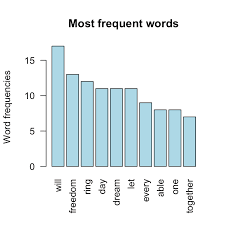 Most frequent words
Word frequencies
15
10
5
0
will
freedom
ring
day
dream
let
every
able
one
together